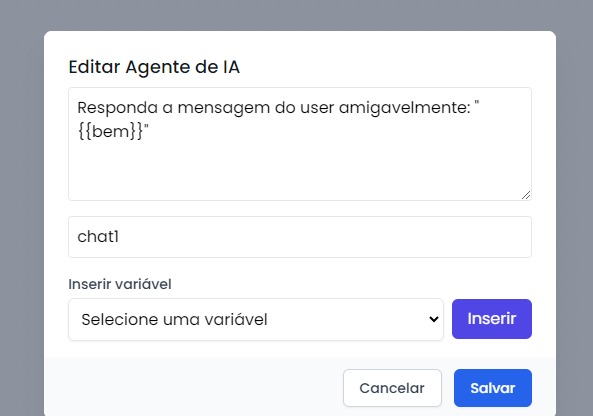 Editar Agente de IA
Responda a mensagem do user amigavelmente: "
{{bem}}"
chat1
Inserir variável
Selecione uma variável
Inserir
Cancelar
Salvar